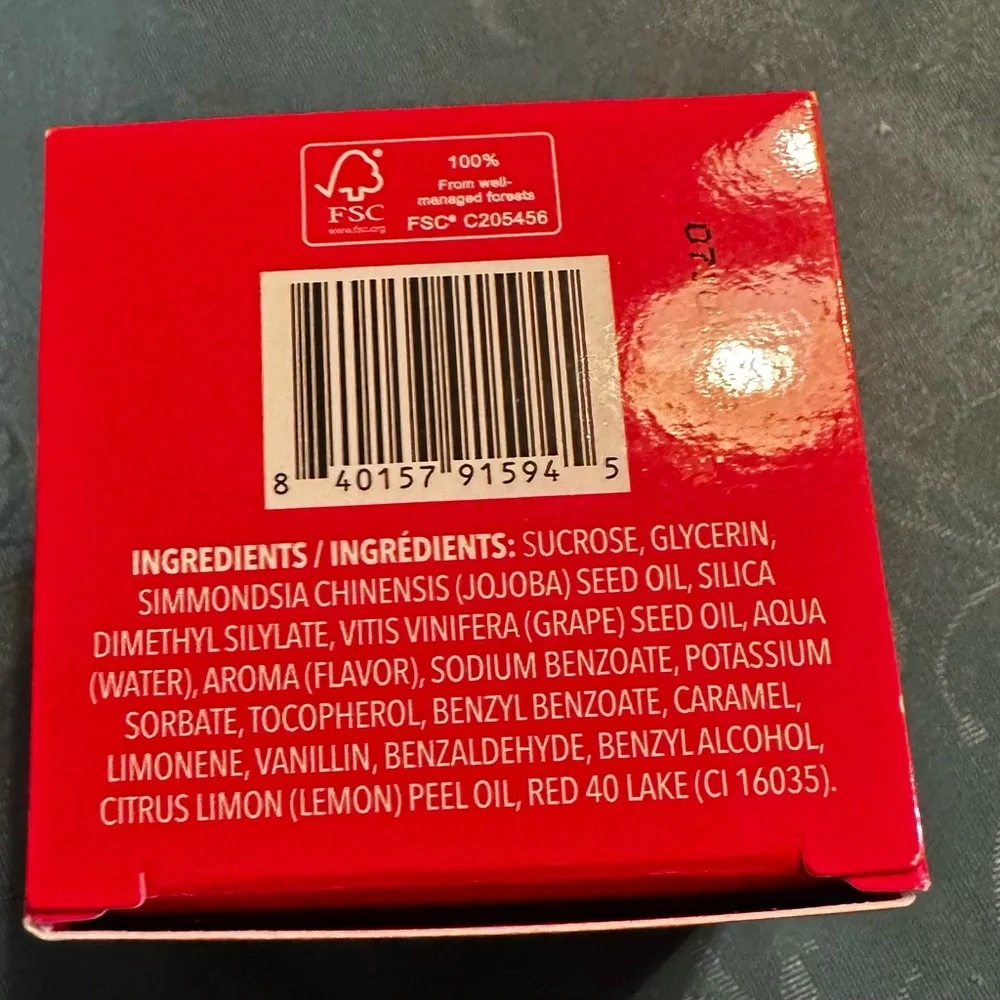 100%
From well-
managed forests
FSC® C205456
FSC
www.fsc.org
8 40157 91594 5
INGREDIENTS / INGRÉDIENTS: SUCROSE, GLYCERIN,
SIMMONDSIA CHINENSIS (JOJOBA) SEED OIL, SILICA
DIMETHYL SILYLATE, VITIS VINIFERA (GRAPE) SEED OIL, AQUA
(WATER), AROMA (FLAVOR), SODIUM BENZOATE, POTASSIUM
SORBATE, TOCOPHEROL, BENZYL BENZOATE, CARAMEL,
LIMONENE, VANILLIN, BENZALDEHYDE, BENZYL ALCOHOL,
CITRUS LIMON (LEMON) PEEL OIL, RED 40 LAKE (CI 16035).